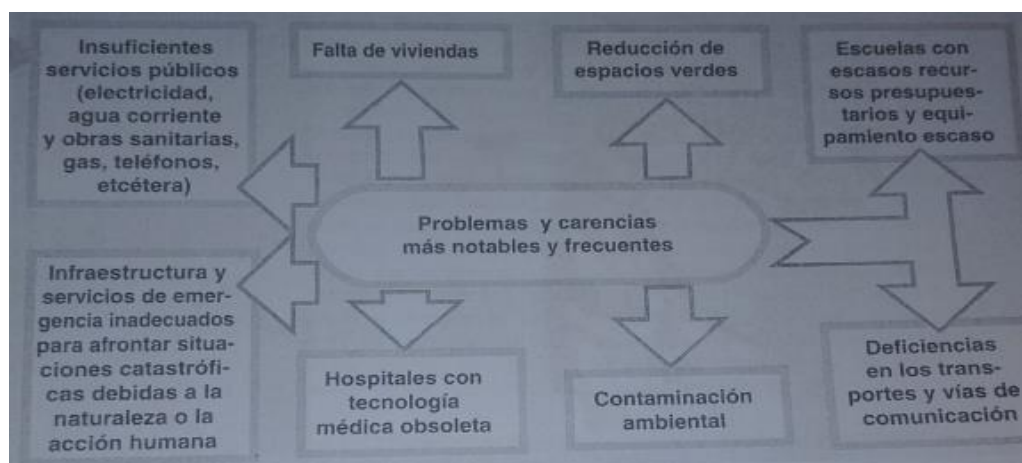 Insuficientes
servicios públicos
(electricidad,
agua corriente
y obras sanitarias,
gas, teléfonos,
etcétera)
Falta de viviendas
Reducción de
espacios verdes
Escuelas con
escasos recur-
sos presupues-
tarios y equi-
pamiento escaso
Problemas y carencias
más notables y frecuentes
Infraestructura y
servicios de emer-
gencia inadecuados
para afrontar situa-
ciones catastrófi-
cas debidas a la
naturaleza o la
acción humana
Hospitales con
tecnología
médica obsoleta
Contaminación
ambiental
Deficiencias
en los trans-
portes y vías de
comunicación